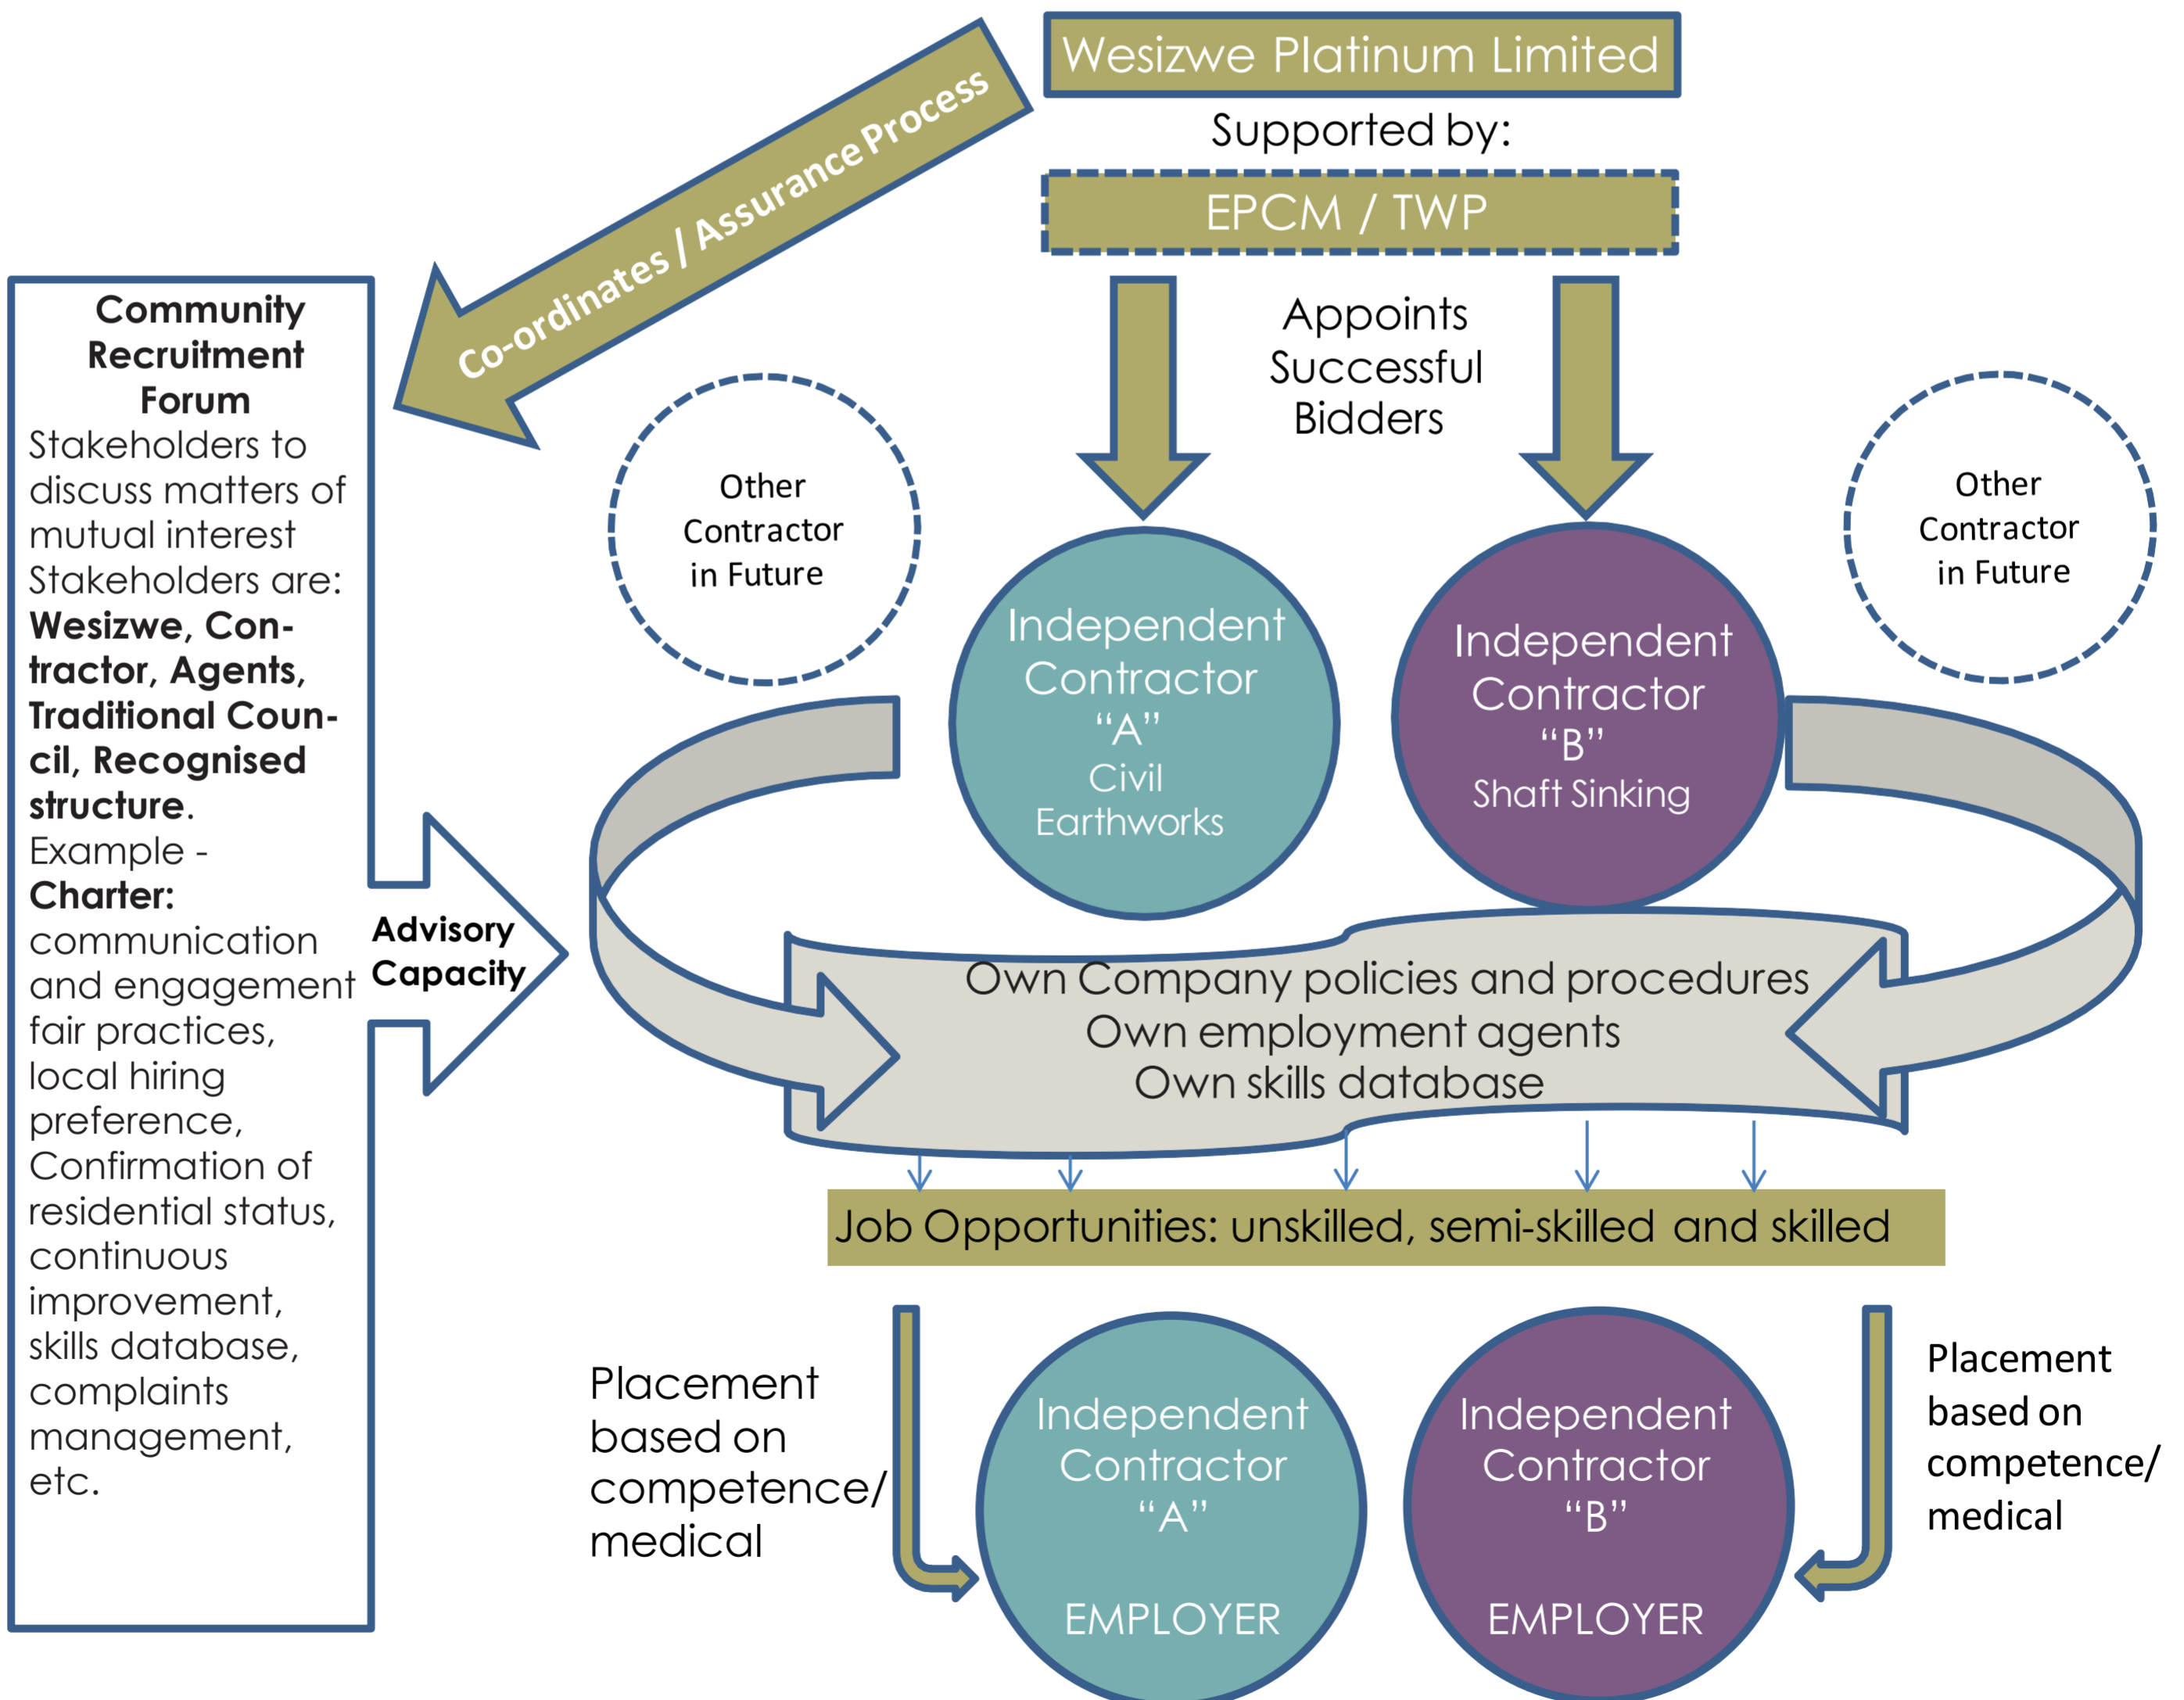 Wesizwe Platinum Limited
Supported by:
EPCM / TWP
Co-ordinates / Assurance Process
Appoints
Successful
Bidders
Community
Recruitment
Forum
Stakeholders to
discuss matters of
mutual interest
Stakeholders are:
Wesizwe, Con-
tractor, Agents,
Traditional Coun-
cil, Recognised
structure.
Example -
Charter:
communication
and engagement
fair practices,
local hiring
preference,
Confirmation of
residential status,
continuous
improvement,
skills database,
complaints
management,
etc.
Advisory
Capacity
Other
Contractor
in Future
Independent
Contractor
“A”
Civil
Earthworks
Independent
Contractor
“B”
Shaft Sinking
Other
Contractor
in Future
Own Company policies and procedures
Own employment agents
Own skills database
Job Opportunities: unskilled, semi-skilled and skilled
Placement
based on
competence/
medical
Independent
Contractor
“A”
EMPLOYER
Independent
Contractor
“B”
EMPLOYER
Placement
based on
competence/
medical